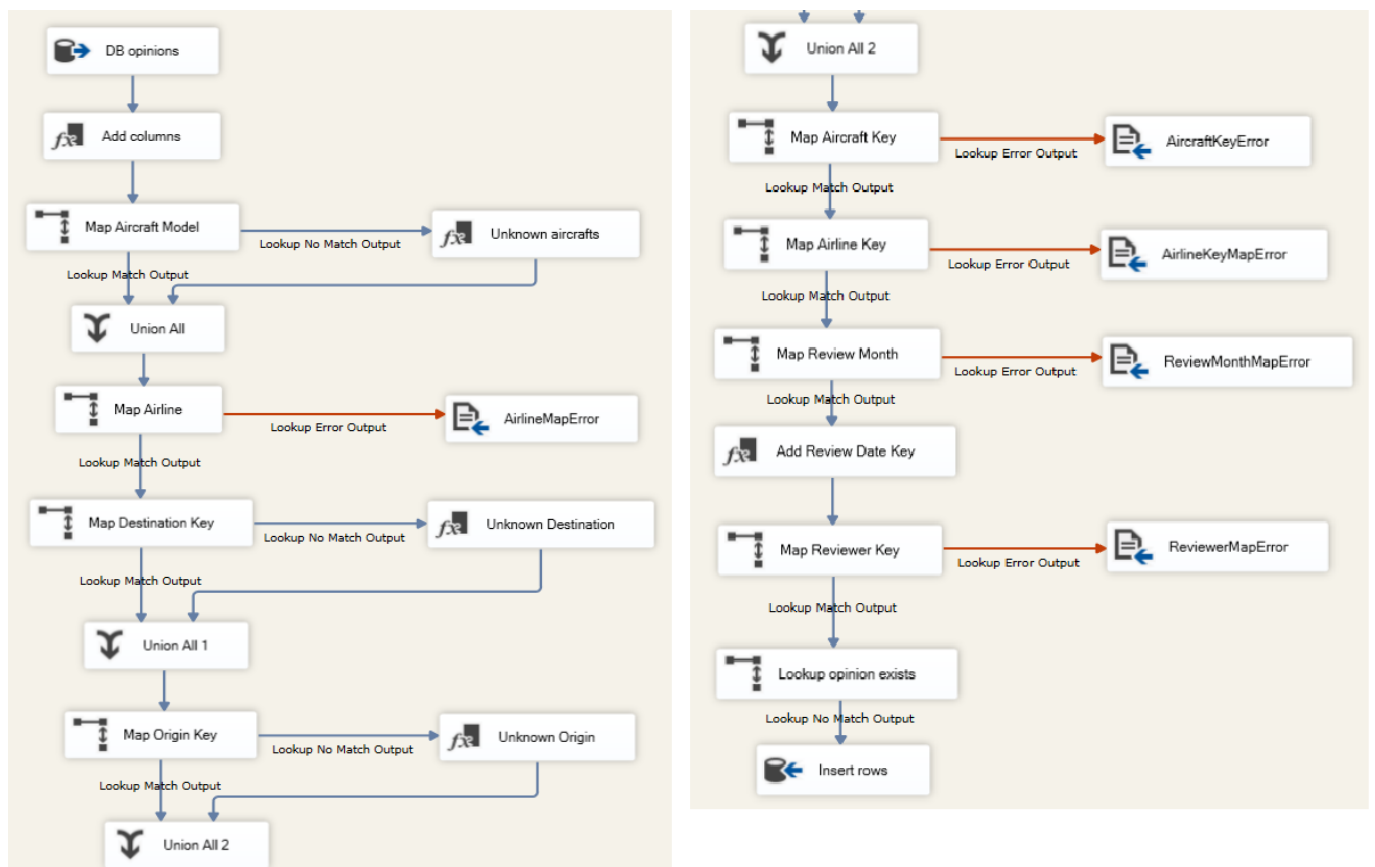 DB opinions
Add columns
Map Aircraft Model
Lookup No Match Output
Unknown aircrafts
Lookup Match Output
Union All
Map Airline
Lookup Error Output
AirlineMapError
Lookup Match Output
Map Destination Key
Lookup No Match Output
Unknown Destination
Lookup Match Output
Union All 1
Map Origin Key
Lookup No Match Output
Unknown Origin
Lookup Match Output
Union All 2
Union All 2
Map Aircraft Key
Lookup Error Output
AircraftKeyError
Lookup Match Output
Map Airline Key
Lookup Error Output
AirlineKeyMapError
Lookup Match Output
Map Review Month
Lookup Error Output
ReviewMonthMapError
Lookup Match Output
Add Review Date Key
Map Reviewer Key
Lookup Error Output
ReviewerMapError
Lookup Match Output
Lookup opinion exists
Lookup No Match Output
Insert rows